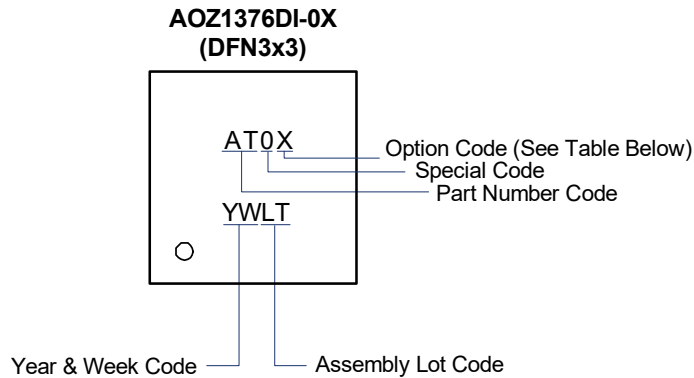 AOZ1376DI-0X
(DFN3x3)
AT0X
Option Code (See Table Below)
Special Code
Part Number Code
YWLT
Year & Week Code
Assembly Lot Code